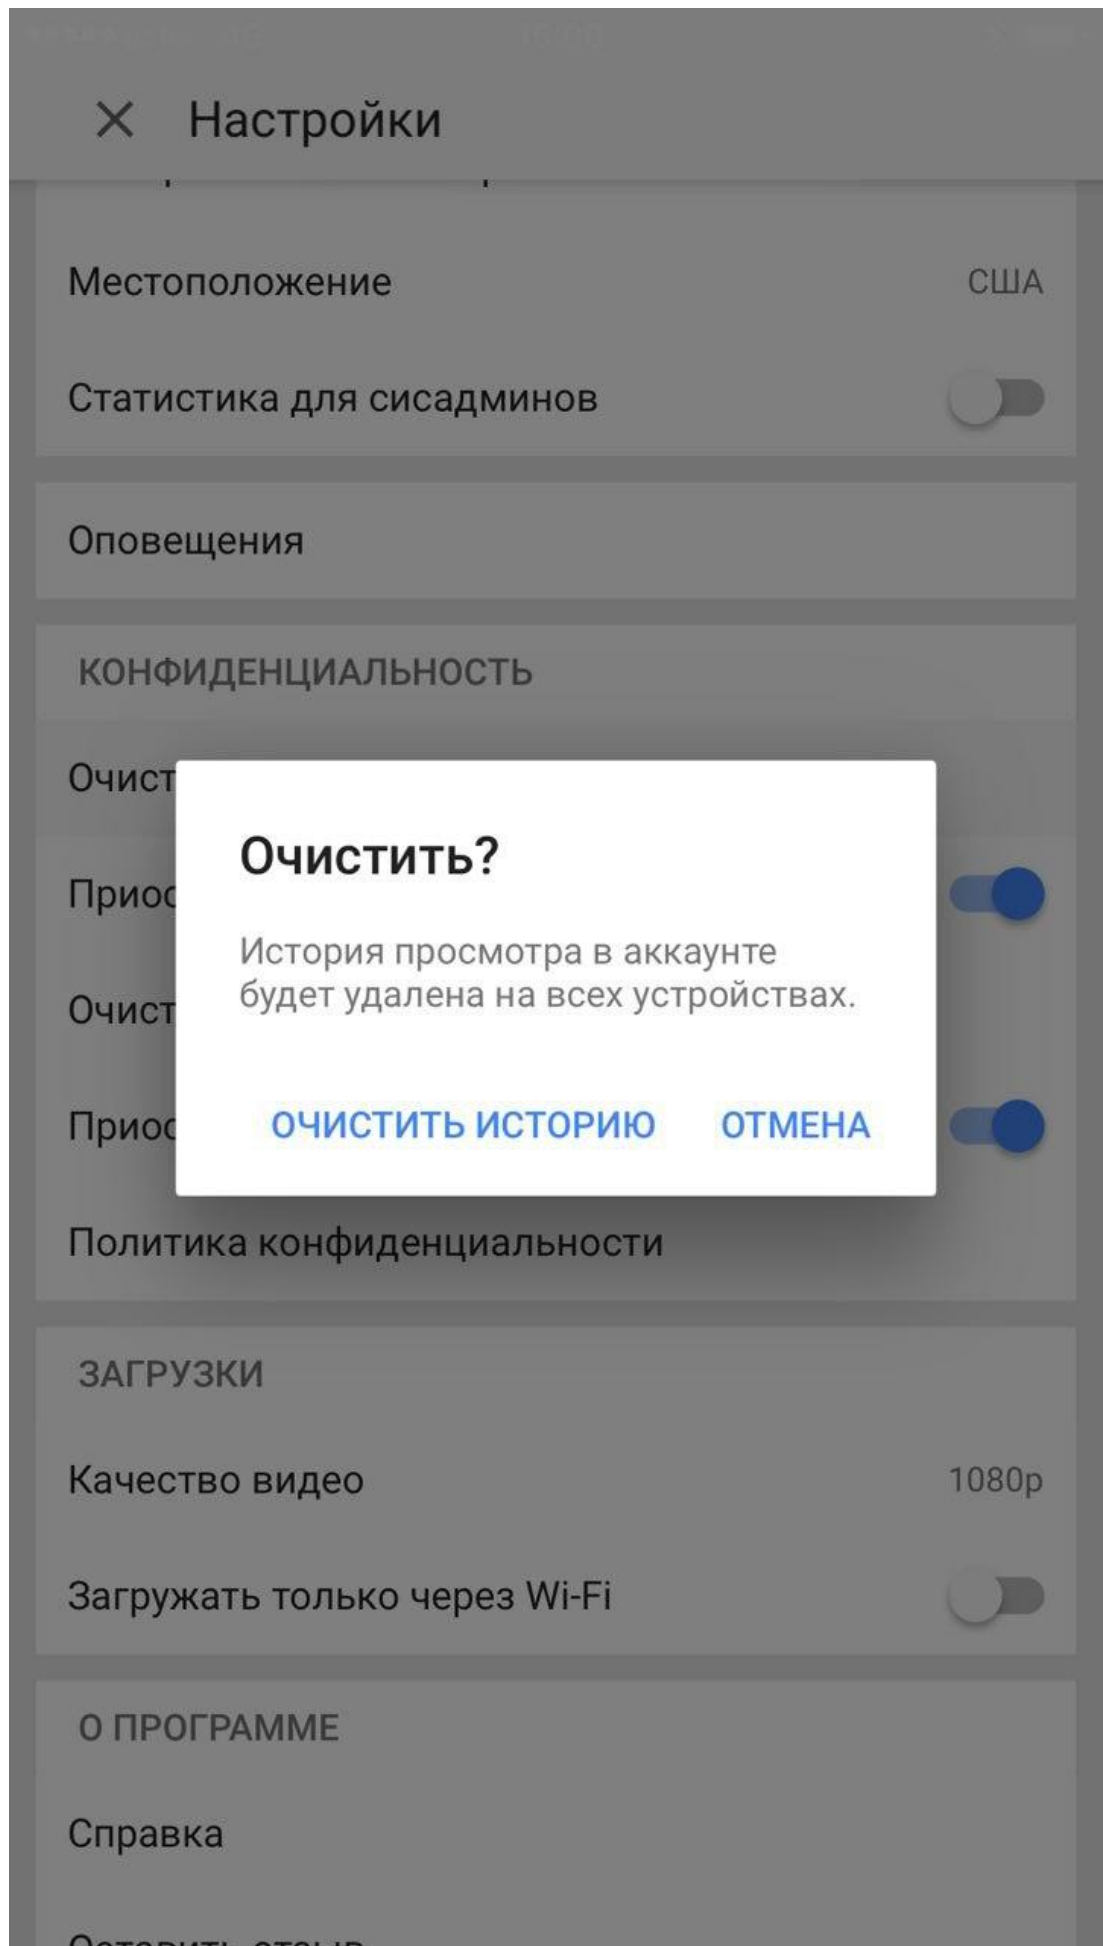 Настройки
Местоположение
США
Статистика для сисадминов
Оповещения
КОНФИДЕНЦИАЛЬНОСТЬ
Очист
Очистить?
Приос
История просмотра в аккаунте
будет удалена на всех устройствах.
Очист
Приос
ОЧИСТИТЬ ИСТОРИЮ
ОТМЕНА
Политика конфиденциальности
ЗАГРУЗКИ
Качество видео
1080p
Загружать только через Wi-Fi
О ПРОГРАММЕ
Справка